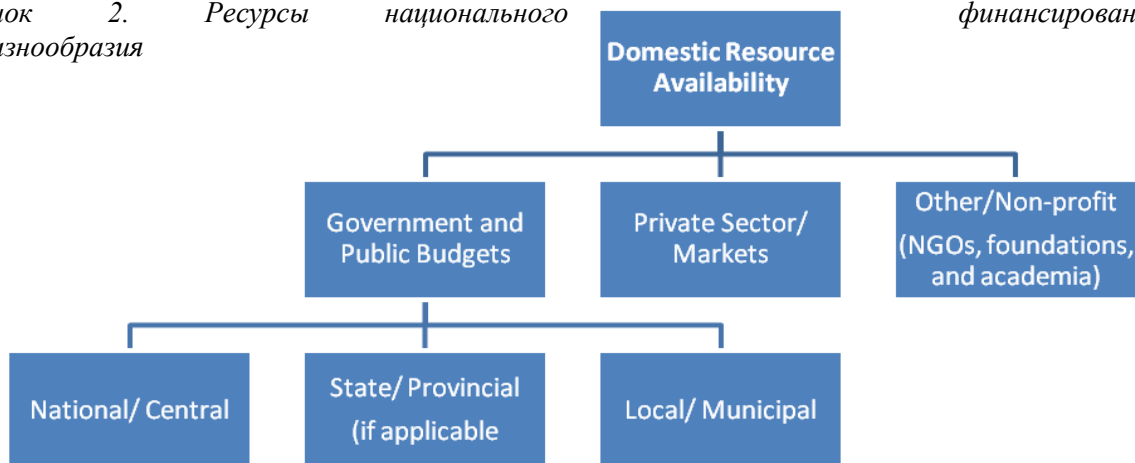 нок 2. Ресурсы национального финансирован
изнообразия
Domestic Resource
Availability
Government and
Public Budgets
Private Sector/
Markets
Other/Non-profit
(NGOs, foundations,
and academia)
National/ Central
State/ Provincial
(if applicable
Local/ Municipal